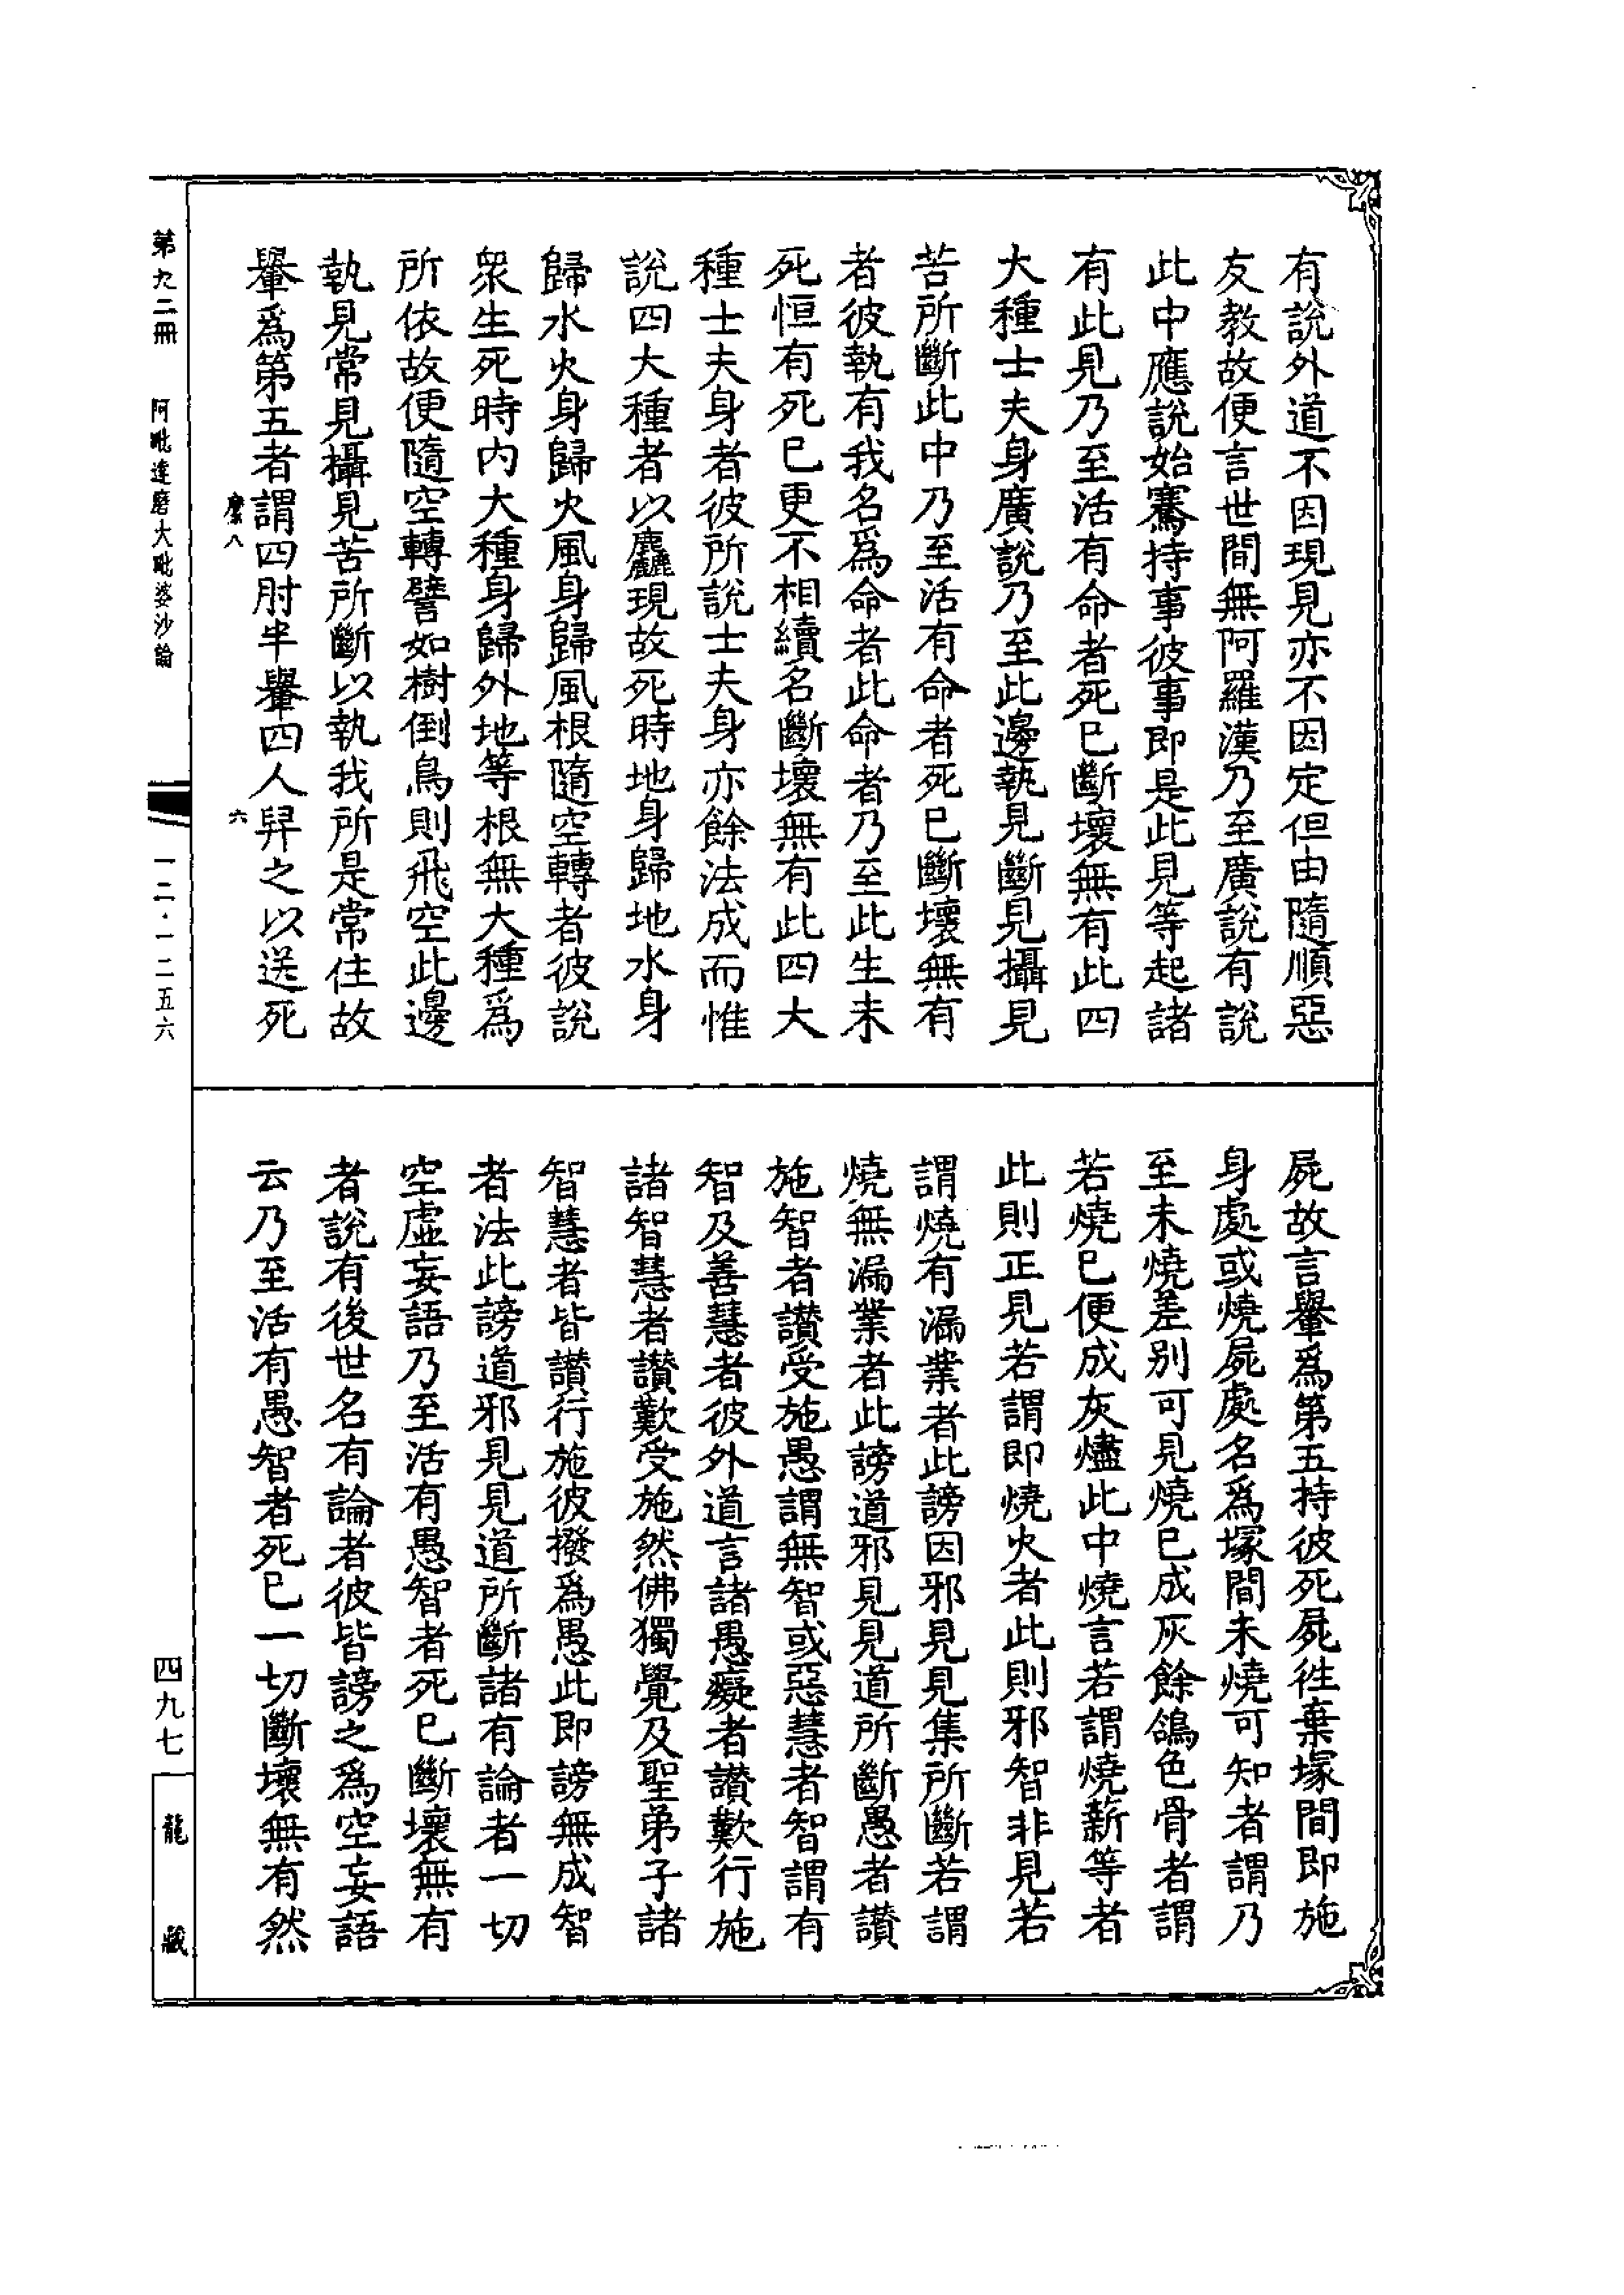 有說外道不因現見亦不因定但由隨順惡
友教故便言世間無阿羅漢乃至廣說有說
此中應說始騫持事彼事即是此見等起諸
有此見乃至活有命者死已斷壞無有此四
大種士夫身廣說乃至此邊執見斷見攝見
苦所斷此中乃至活有命者死已斷壞無有
者彼執有我名爲命者此命者乃至此生未
死恒有死已更不相續名斷壞無有此四大
種士夫身者彼所說士夫身亦餘法成而惟
說四大種者以麤現故死時地身歸地水身
歸水火身歸火風身歸風根隨空轉者彼說
衆生死時内大種身歸外地等根無大種爲
所依故便隨空轉譬如樹倒鳥則飛空此邊
執見常見攝見苦所斷以執我所是常住故
轝爲第五者謂四肘半轝四人舁之以送死
屍故言轝爲第五持彼死屍往棄塚間即施
身處或燒屍處名爲塚間未燒可知者謂乃
至未燒差别可見燒已成灰餘鴿色骨者謂
若燒已便成灰燼此中燒言若謂燒薪等者
此則正見若謂即燒火者此則邪智非見若
謂燒有漏業者此謗因邪見見集所斷若謂
燒無漏業者此謗道邪見見道所斷愚者讃
施智者讃受施愚謂無智或惡慧者智謂有
智及善慧者彼外道言諸愚癡者讃歎行施
諸智慧者讃歎受施然佛獨覺及聖弟子諸
智慧者皆讃行施彼撥爲愚此即謗無成智
者法此謗道邪見見道所斷諸有論者一切
空虛妄語乃至活有愚智者死已斷壞無有
者說有後世名有論者彼皆謗之爲空妄語
云乃至活有愚智者死已一切斷壞無有然
縻八
六
第九二冊 阿毗達磨大毗婆沙論 一二·一二五六
四九七
龍藏